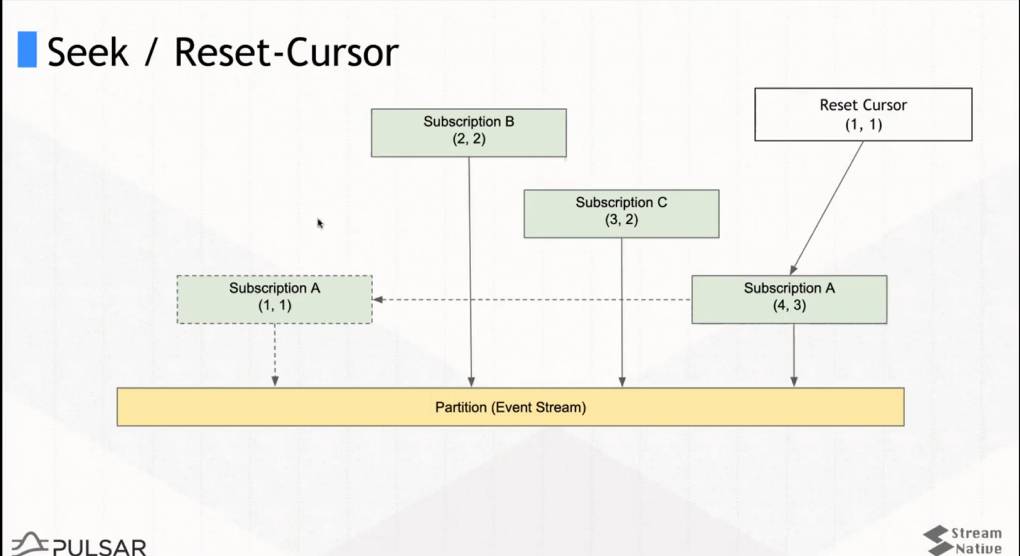 Seek / Reset-Cursor
Reset Cursor
(1, 1)
Subscription B
(2, 2)
Subscription C
(3, 2)
Subscription A
(1, 1)
Subscription A
(4, 3)
Partition (Event Stream)
PULSAR
Stream
Native